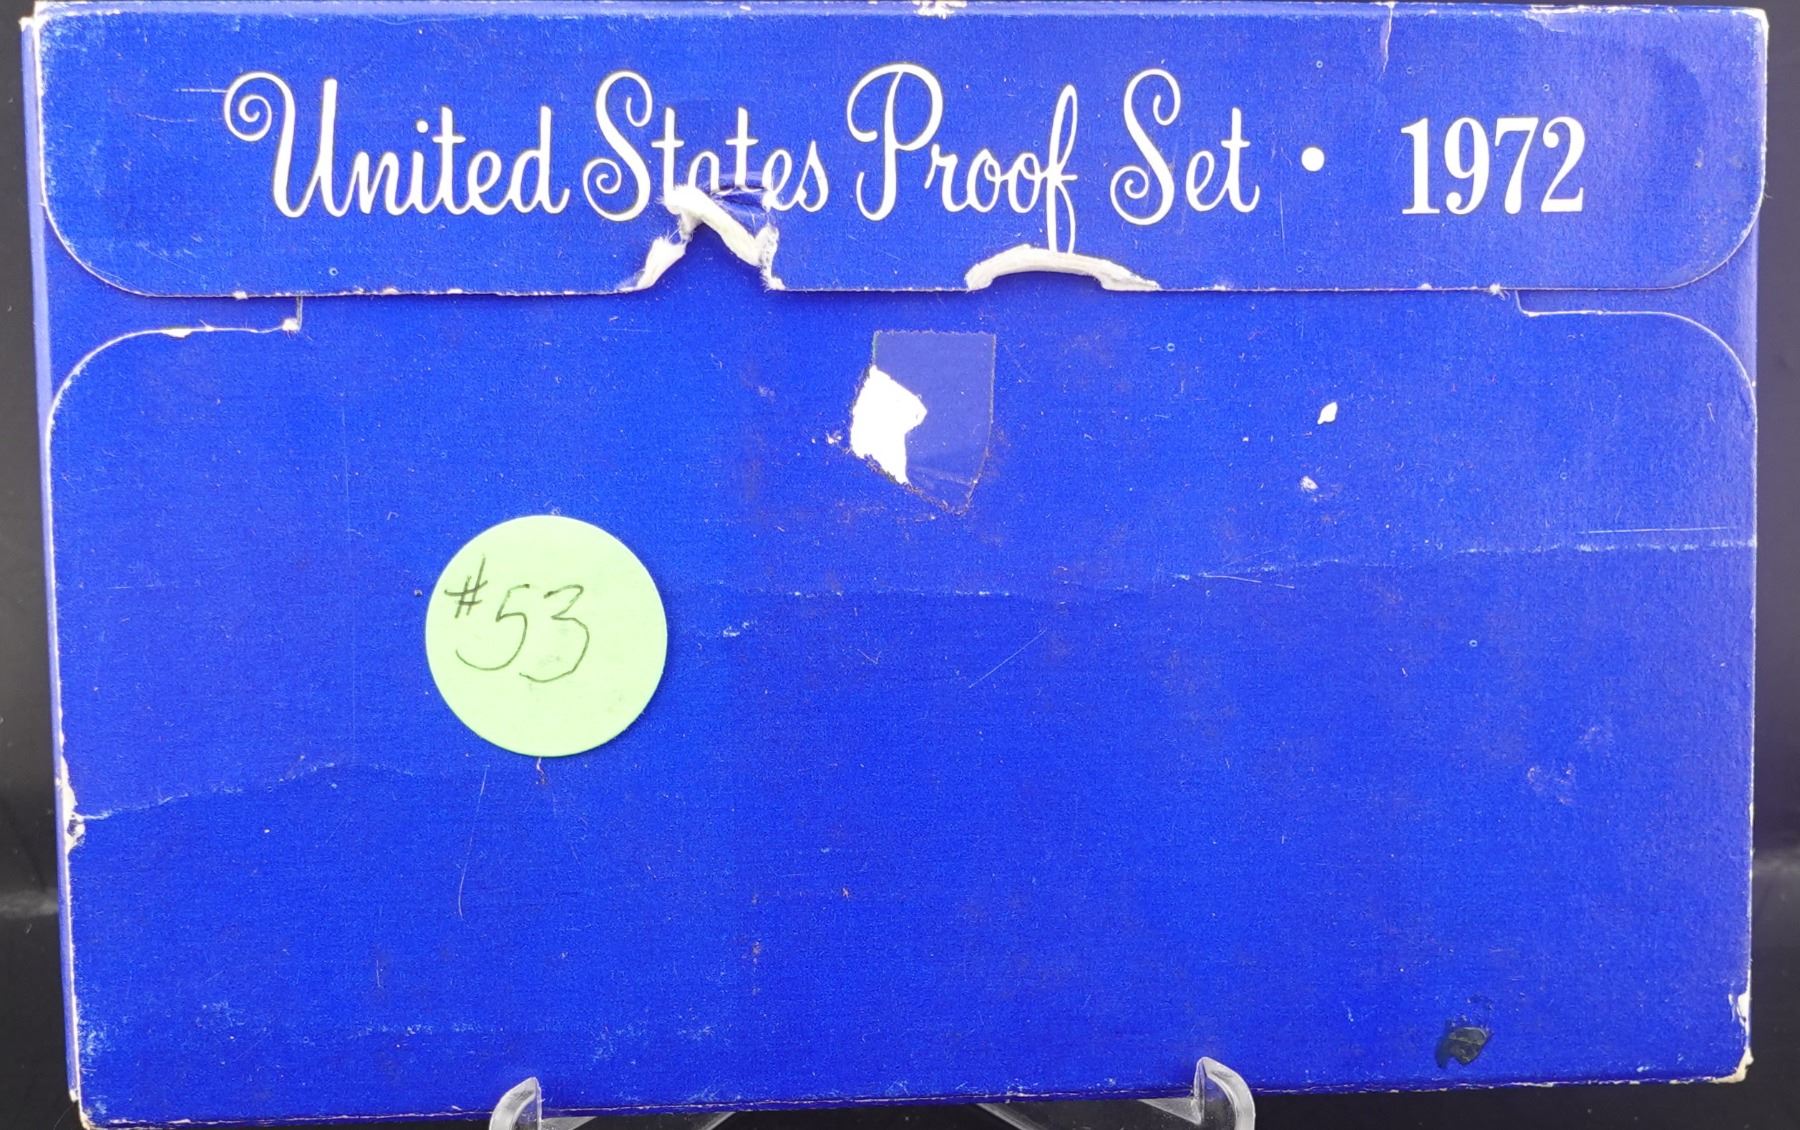 United States Proof Set • 1972
#53